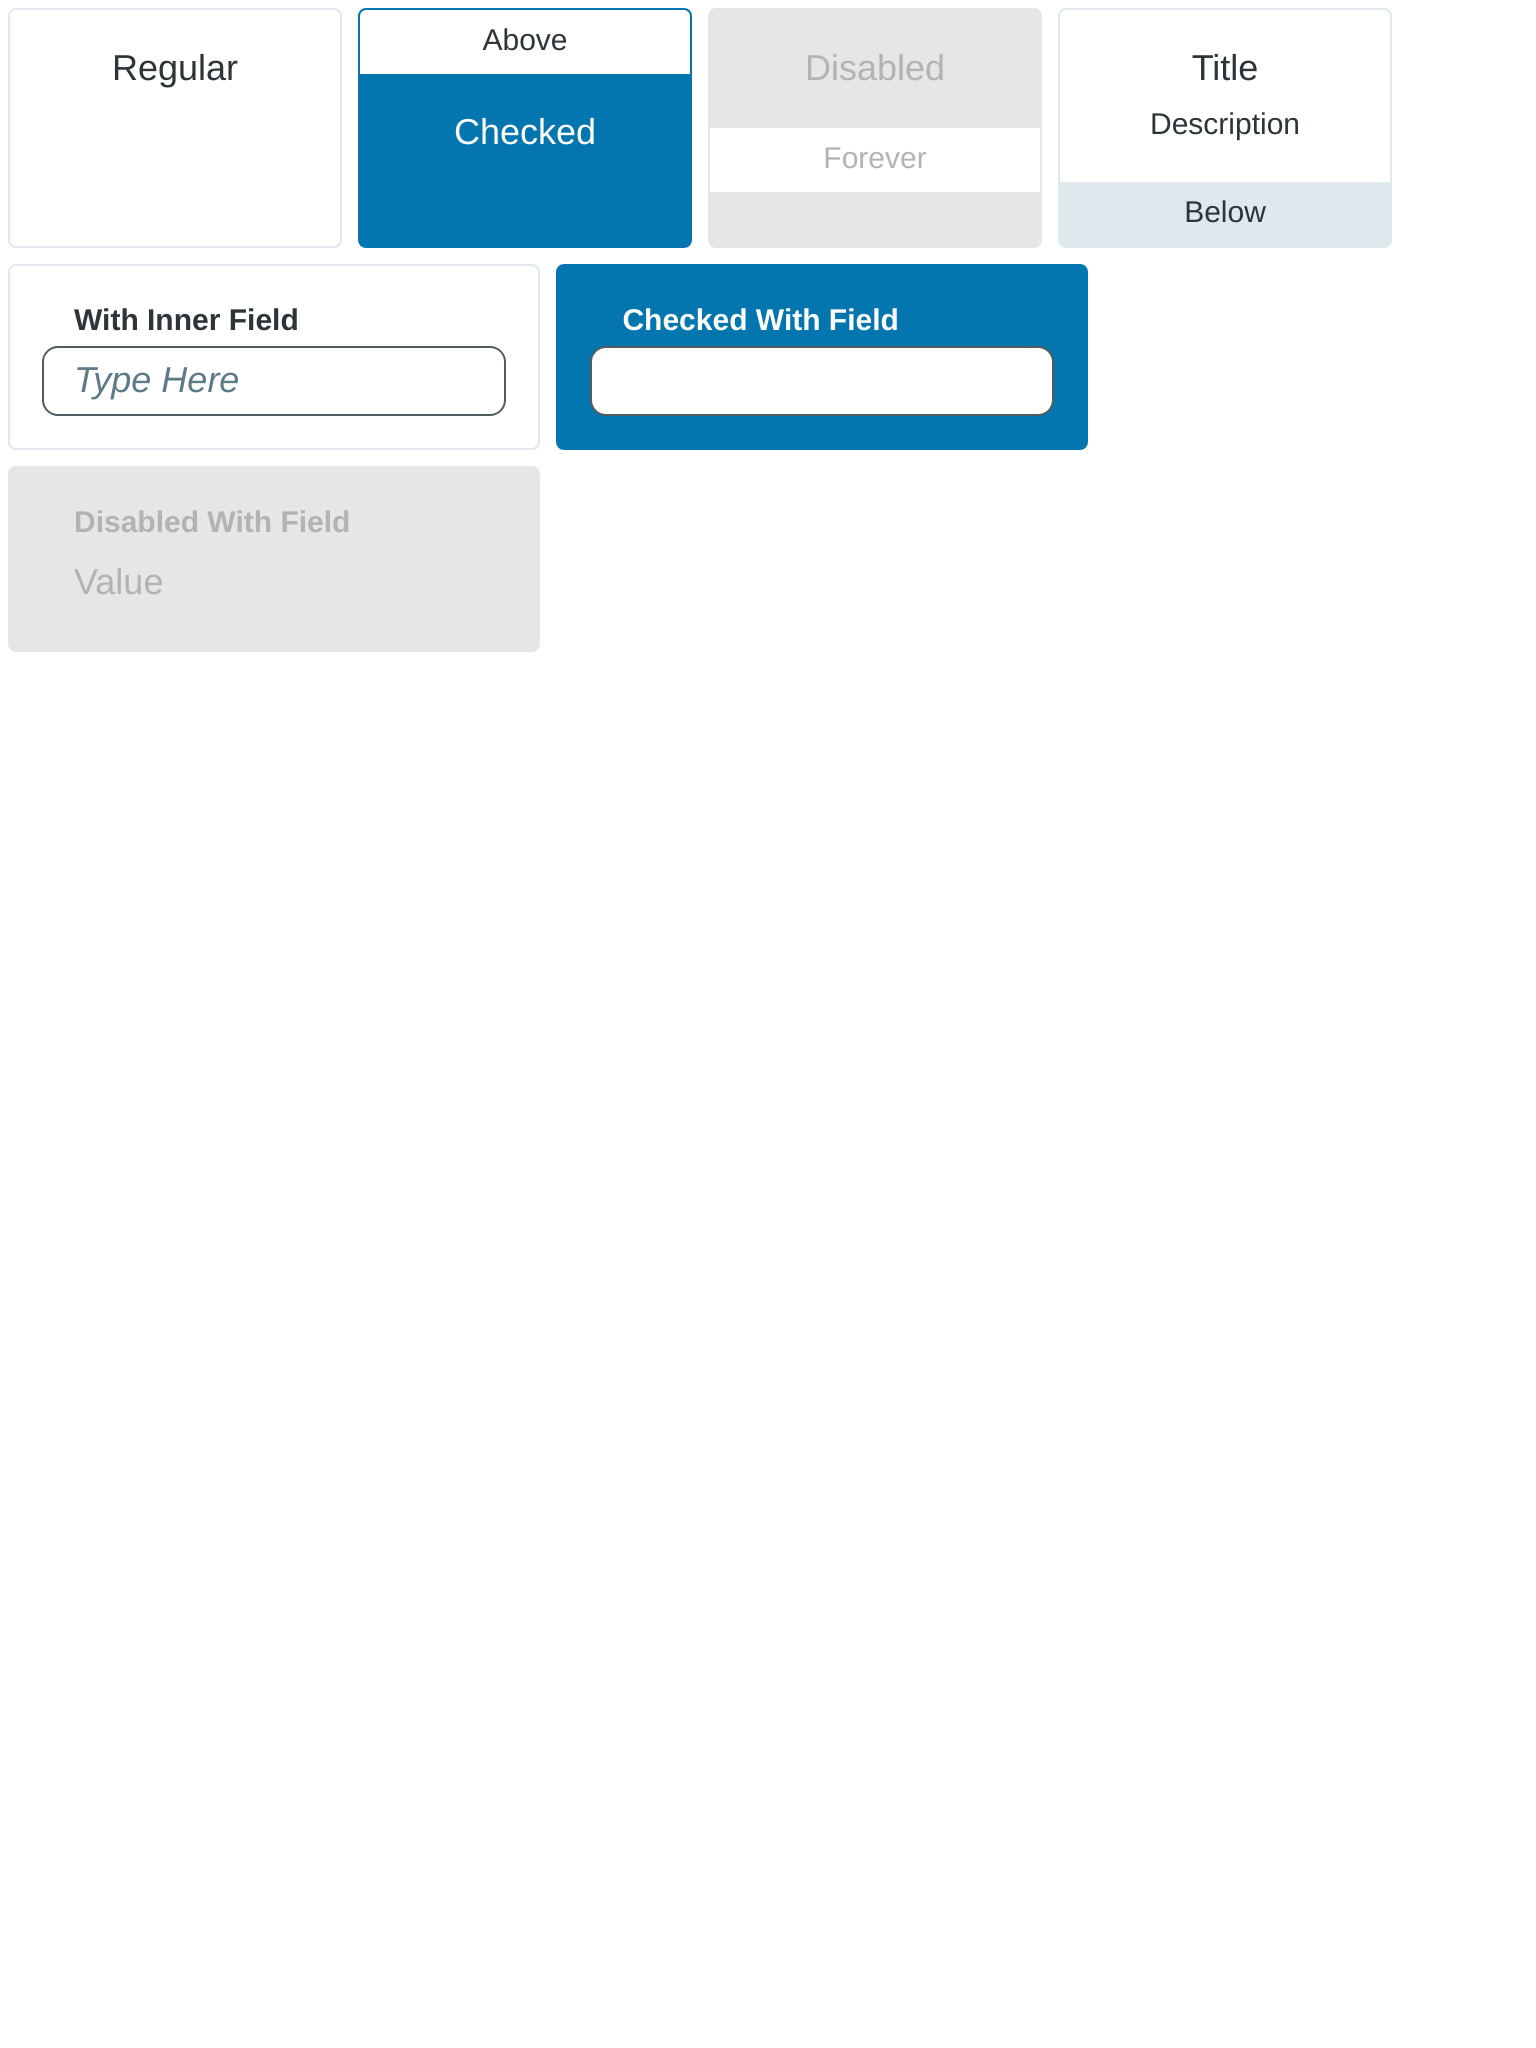 Regular
Above
Checked
Disabled
Forever
Title
Description
Below
With Inner Field
Type Here
Checked With Field
Disabled With Field
Value